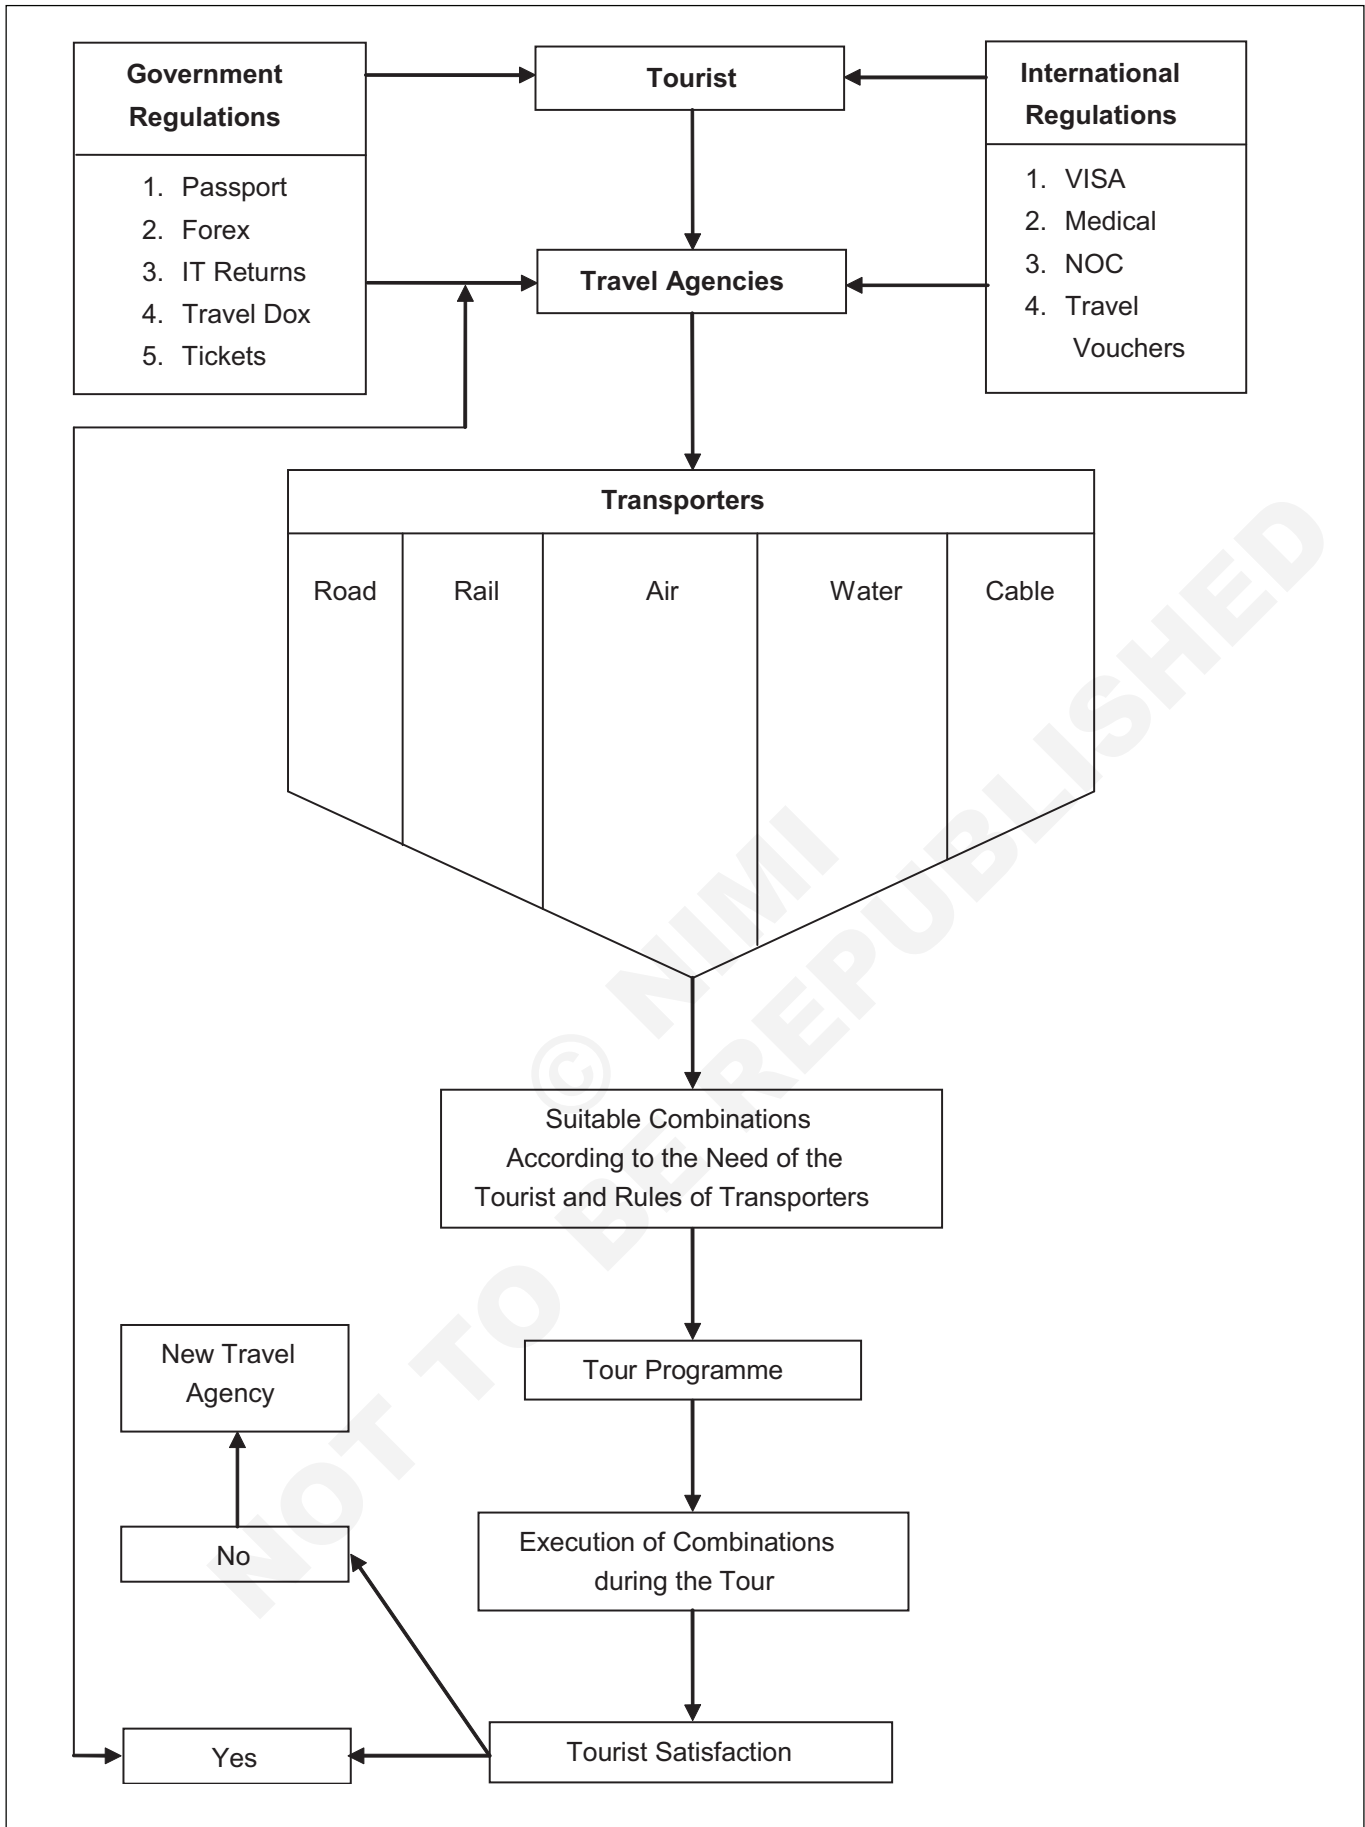 Government
Regulations
1. Passport
2. Forex
3. IT Returns
4. Travel Dox
5. Tickets
Tourist
International
Regulations
1. VISA
2. Medical
3. NOC
4. Travel
Vouchers
Travel Agencies
Transporters
Road
Rail
Air
Water
Cable
Suitable Combinations
According to the Need of the
Tourist and Rules of Transporters
Tour Programme
New Travel
Agency
No
Execution of Combinations
during the Tour
Yes
Tourist Satisfaction
© NIMI
NOT TO BE REPUBLISHED